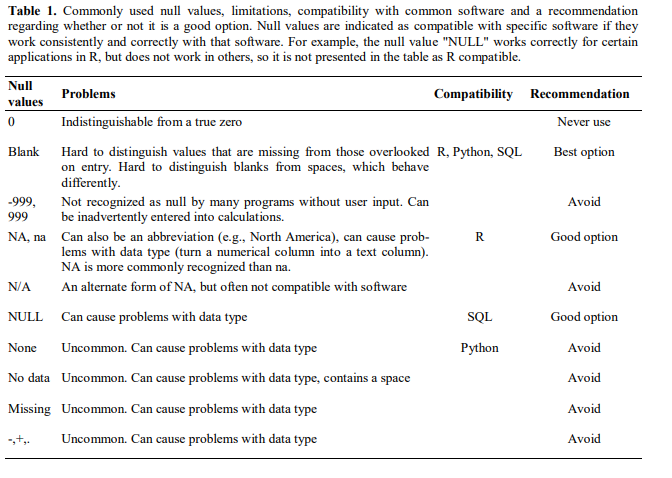 Table 1. Commonly used null values, limitations, compatibility with common software and a recommendation
regarding whether or not it is a good option. Null values are indicated as compatible with specific software if they
work consistently and correctly with that software. For example, the null value "NULL" works correctly for certain
applications in R, but does not work in others, so it is not presented in the table as R compatible.
Null
values Problems Compatibility Recommendation
0 Indistinguishable from a true zero Never use
Blank Hard to distinguish values that are missing from those overlooked R, Python, SQL Best option
on entry. Hard to distinguish blanks from spaces, which behave
differently.
-999, Not recognized as null by many programs without user input. Can Avoid
999 be inadvertently entered into calculations.
NA, na Can also be an abbreviation (e.g., North America), can cause prob- R Good option
lems with data type (turn a numerical column into a text column).
NA is more commonly recognized than na.
N/A An alternate form of NA, but often not compatible with software Avoid
NULL Can cause problems with data type SQL Good option
None Uncommon. Can cause problems with data type Python Avoid
No data Uncommon. Can cause problems with data type, contains a space Avoid
Missing Uncommon. Can cause problems with data type Avoid
-,+,. Uncommon. Can cause problems with data type Avoid